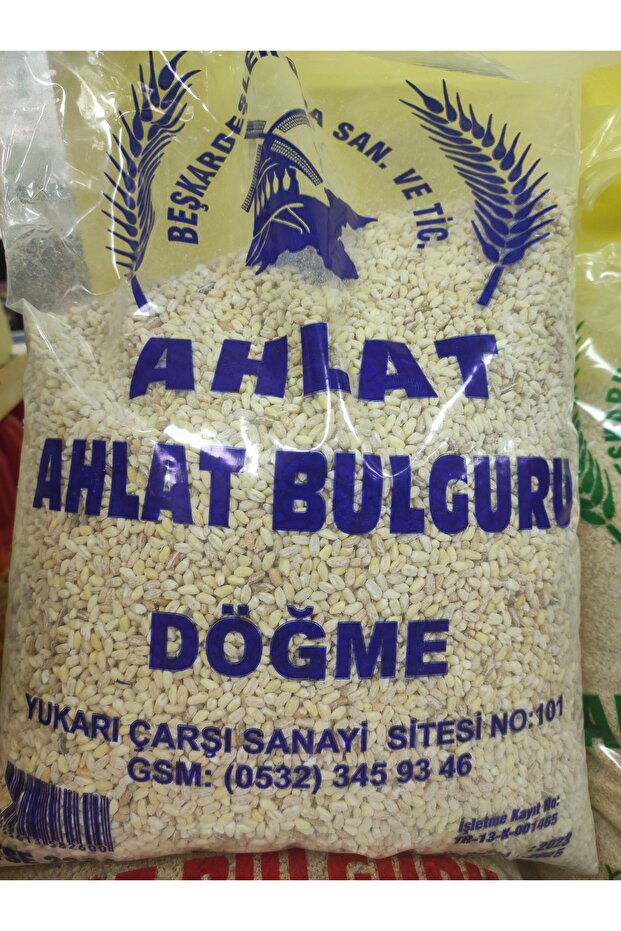 BEŞKARDEŞLER
SAN. VE TİC.
AHLAT
AHLAT BULGURU
DÖĞME
YUKARI ÇARŞI SANAYİ SİTESİ NO:101
GSM: (0532) 345 93 46
İşletme Kayıt No:
TR-13-K-001465